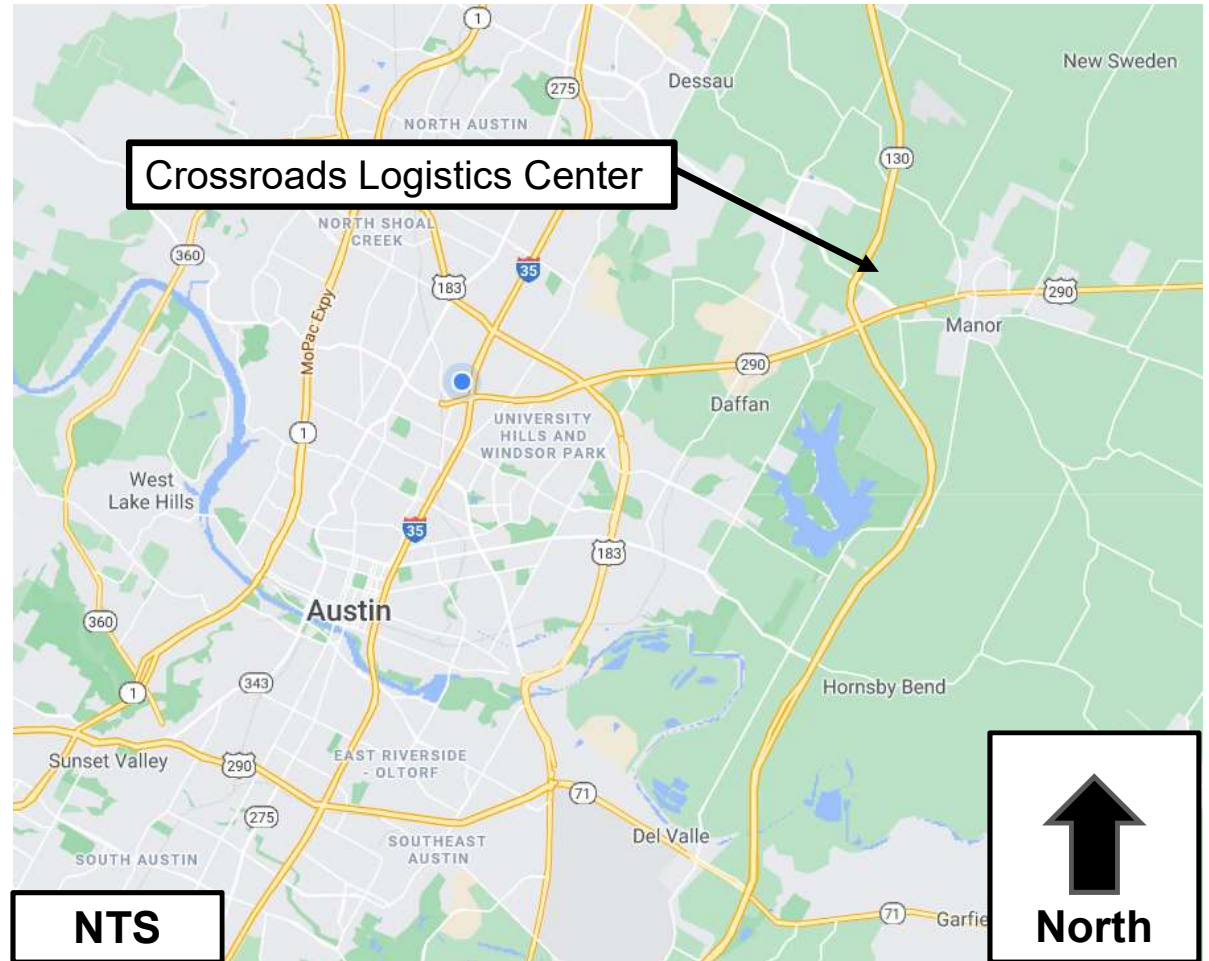 1
New Sweden
275
Dessau
NORTH AUSTIN
130
Crossroads Logistics Center
NORTH SHOAL
CREEK
360
35
183
290
MoPac Expy
Manor
290
Daffan
UNIVERSITY
HILLS AND
WINDSOR PARK
1
West
Lake Hills
35
183
Austin
360
343
1
Hornsby Bend
Sunset Valley
290
EAST RIVERSIDE
- OLTORF
71
275
Del Valle
SOUTHEAST
AUSTIN
SOUTH AUSTIN
71
Garfie
NTS
North